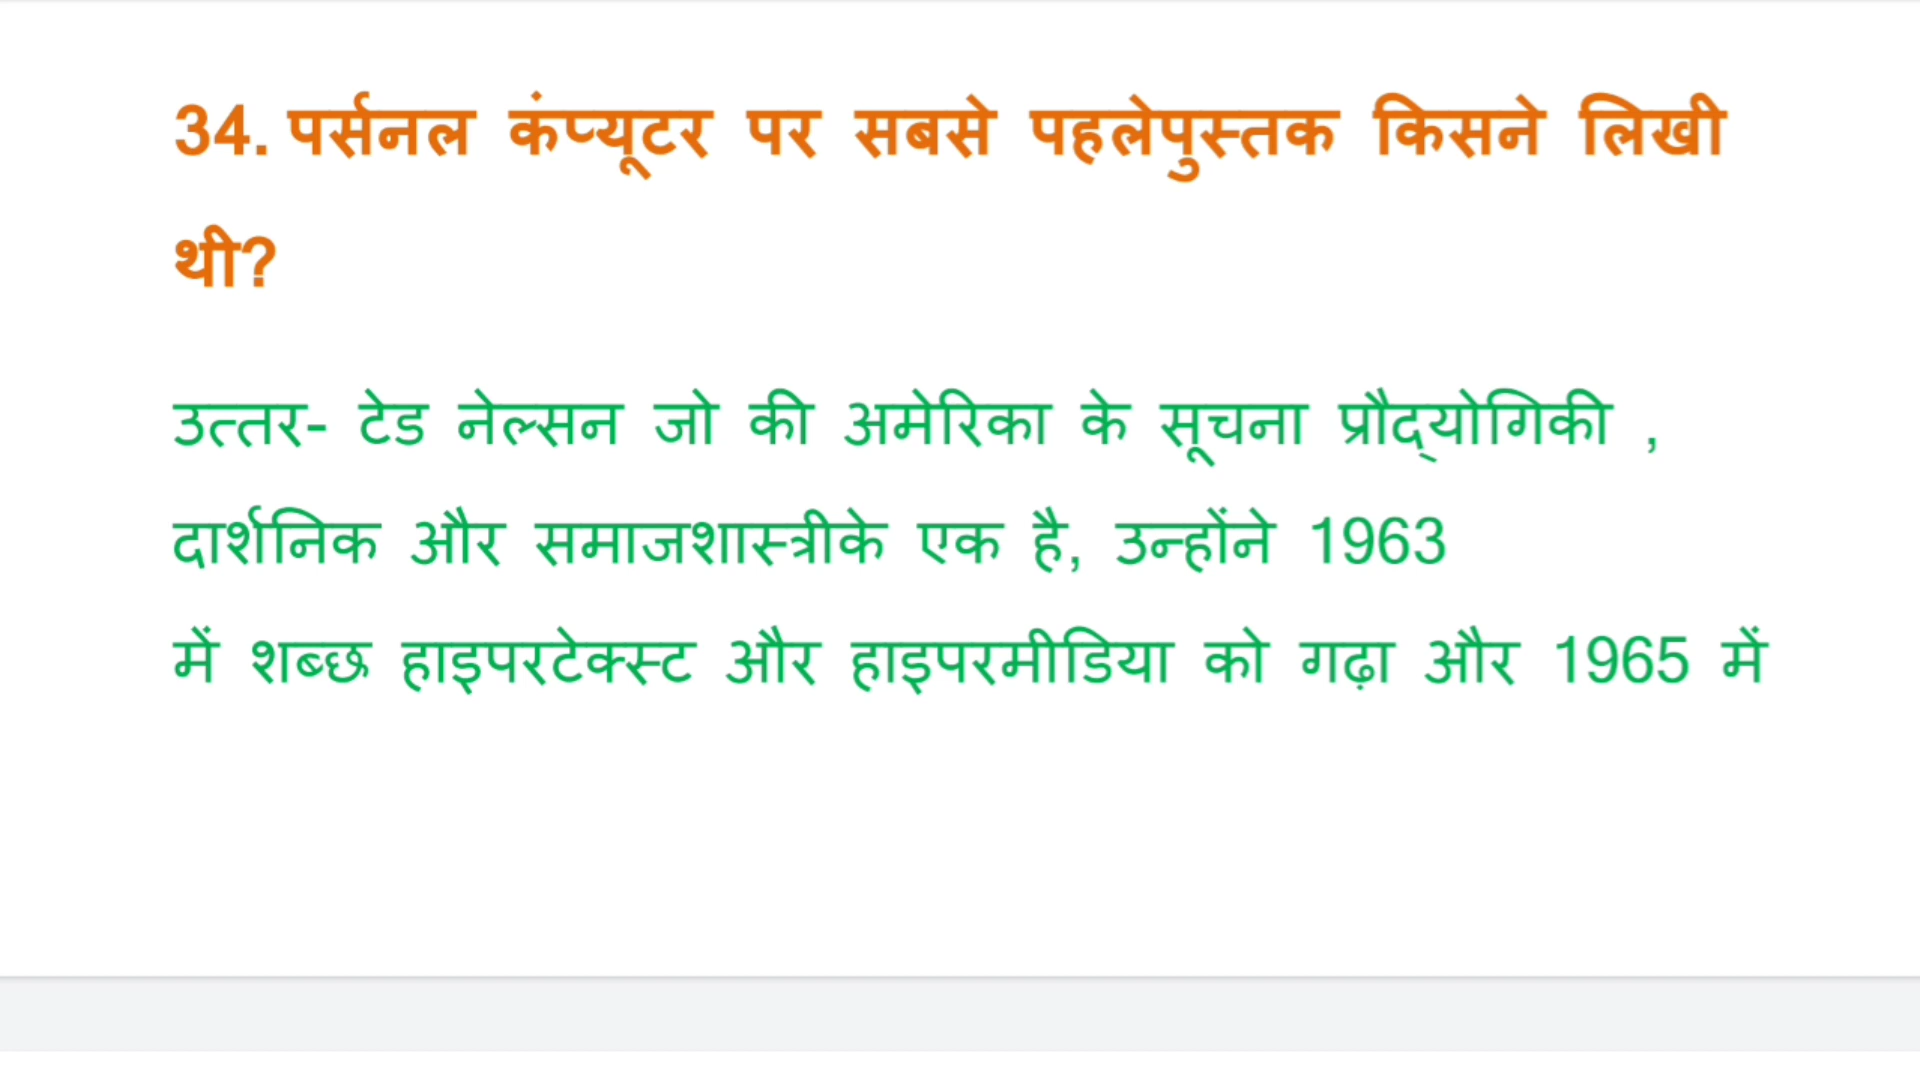 34. पर्सनल कंप्यूटर पर सबसे पहलेपुस्तक किसने लिखी
थी?
उत्तर- टेड नेल्सन जो की अमेरिका के सूचना प्रौद्योगिकी ,
दार्शनिक और समाजशास्त्रीके एक है, उन्होंने 1963
में शब्छ हाइपरटेक्स्ट और हाइपरमीडिया को गढ़ा और 1965 में